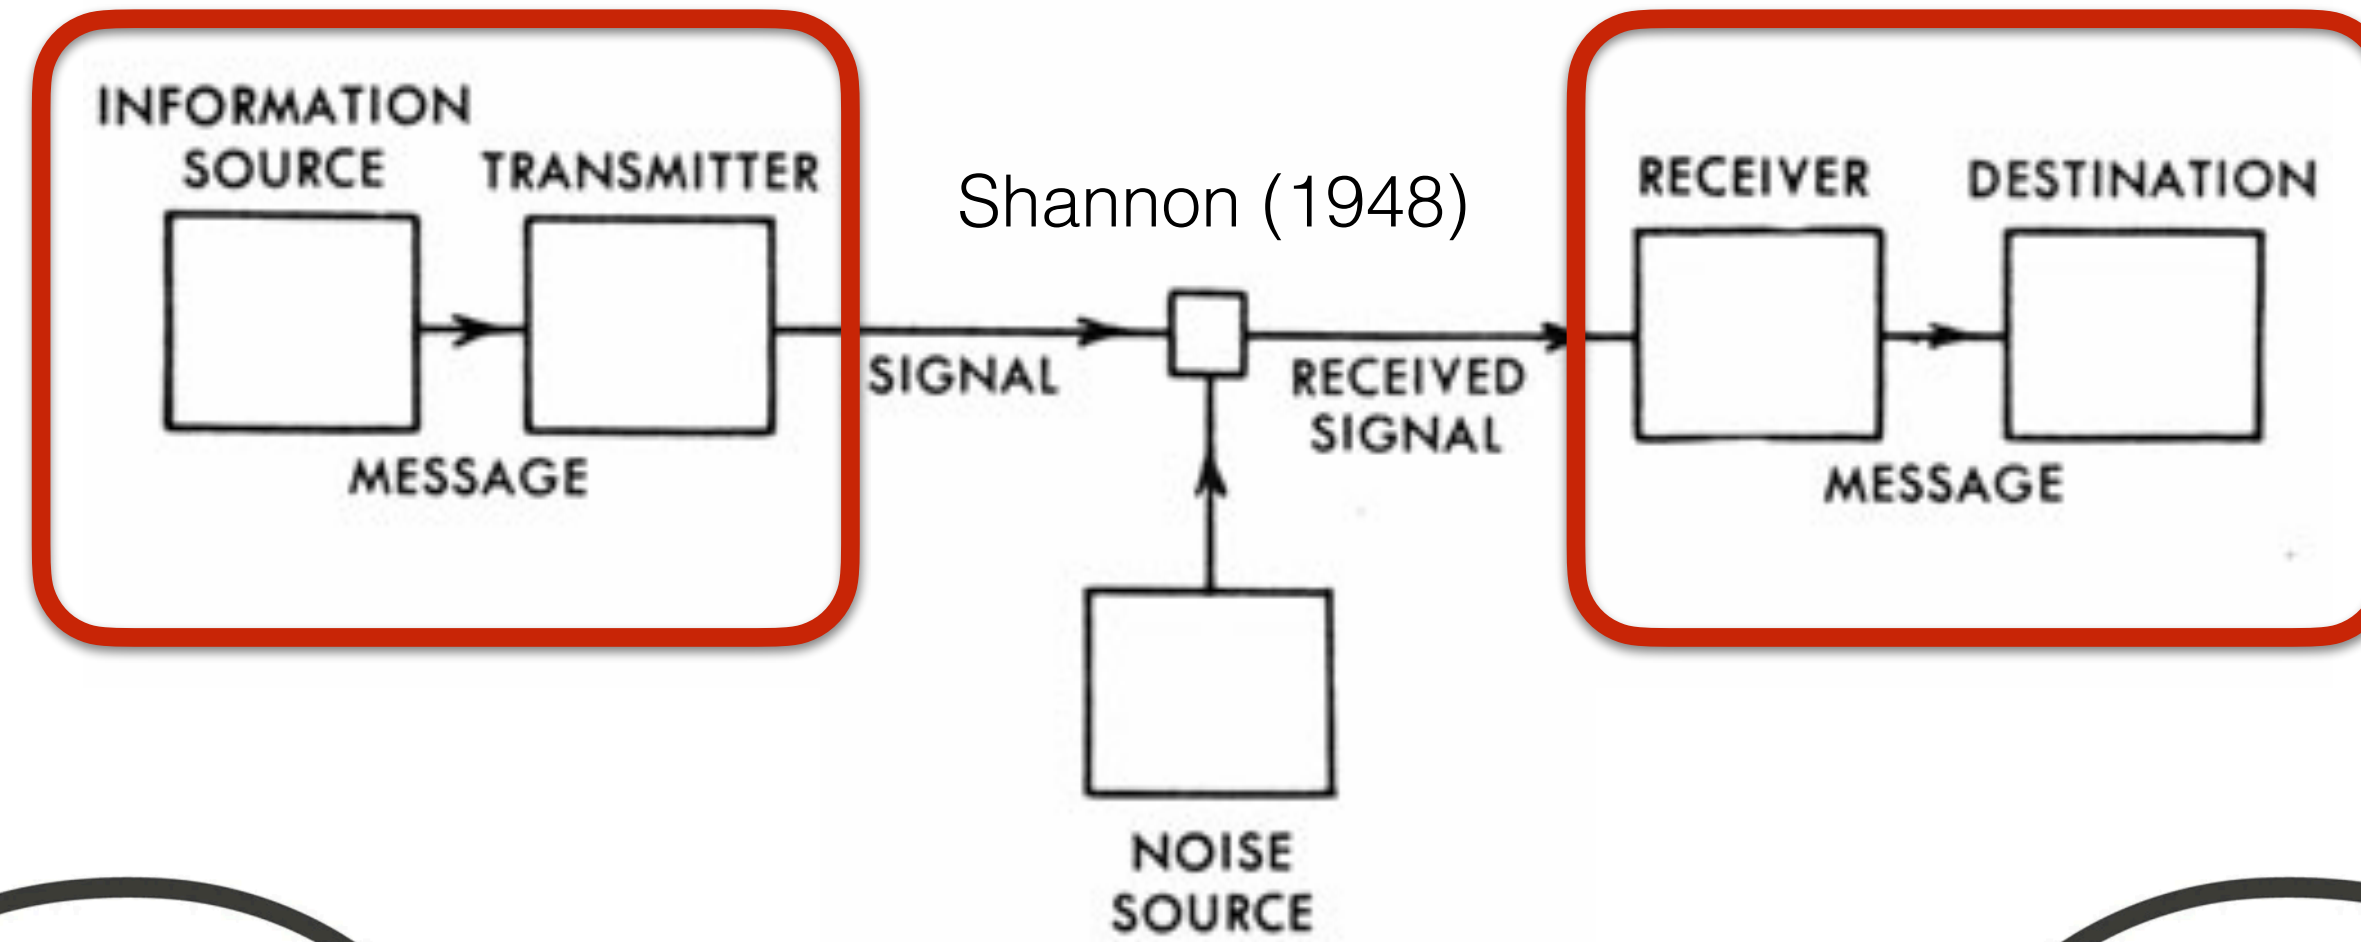 INFORMATION
SOURCE
TRANSMITTER
Shannon (1948)
RECEIVER
DESTINATION
SIGNAL
RECEIVED
SIGNAL
MESSAGE
MESSAGE
NOISE
SOURCE